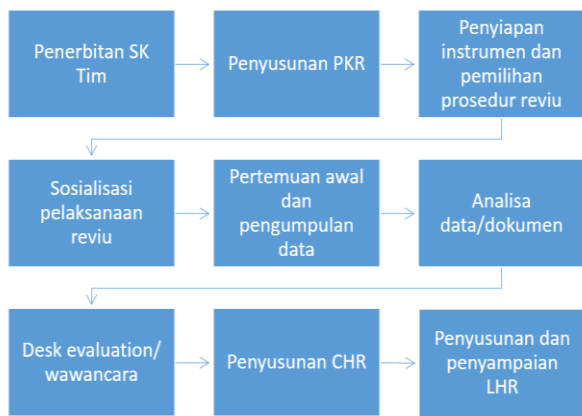 Penerbitan SK
Tim
Penyusunan PKR
Penyiapan
instrumen dan
pemilihan
prosedur reviu
Sosialisasi
pelaksanaan
reviu
Pertemuan awal
dan
pengumpulan
data
Analisa
data/dokumen
Desk evaluation/
wawancara
Penyusunan CHR
Penyusunan dan
penyampaian
LHR